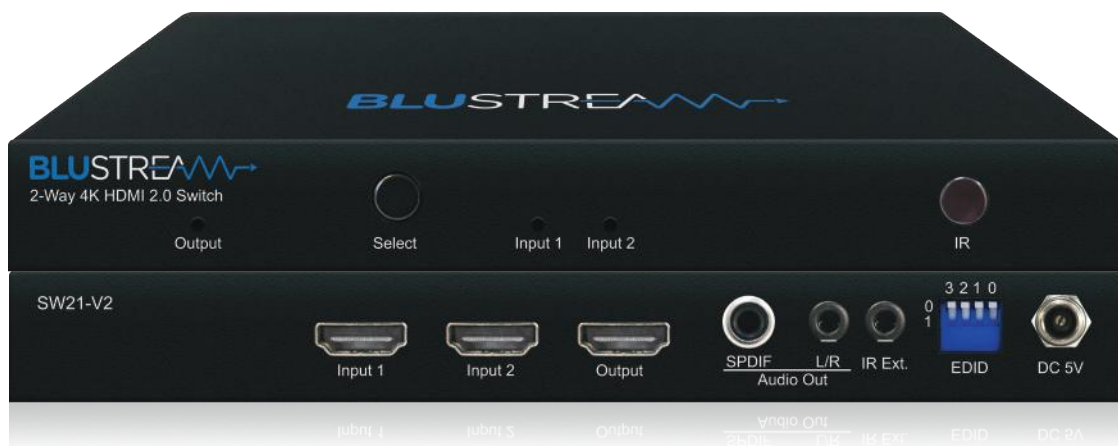 BLUSTREAM
BLUSTREAM
2-Way 4K HDMI 2.0 Switch
Output
Select
Input 1
Input 2
IR
SW21-V2
3 2 1 0
0
1
Input 1
Input 2
Output
SPDIF
L/R
IR Ext.
EDID
DC 5V
Audio Out